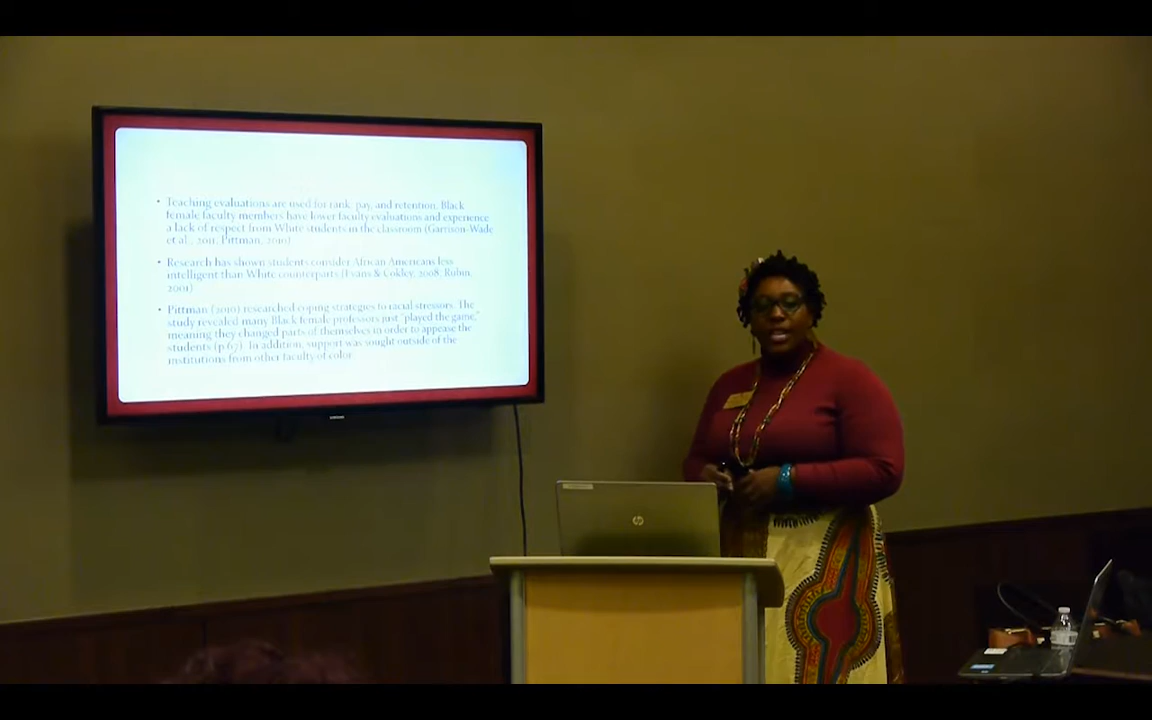 • Teaching evaluations are used for rank, pay, and retention. Black
female faculty members have lower faculty evaluations and experience
a lack of respect from White students in the classroom (Garrison-Wade
et al., 2011, Pittman, 2010)
• Research has shown students consider African Americans less
intelligent than White counterparts (Evans & Cokley, 2008, Rubin,
2001)
• Pittman (2010) researched coping strategies to racial stressors. The
study revealed many Black female professors just "played the game,"
meaning they changed parts of themselves in order to appease the
students (p.67). In addition, support was sought outside of the
institutions from other faculty of color.
SAMSUNG
hp